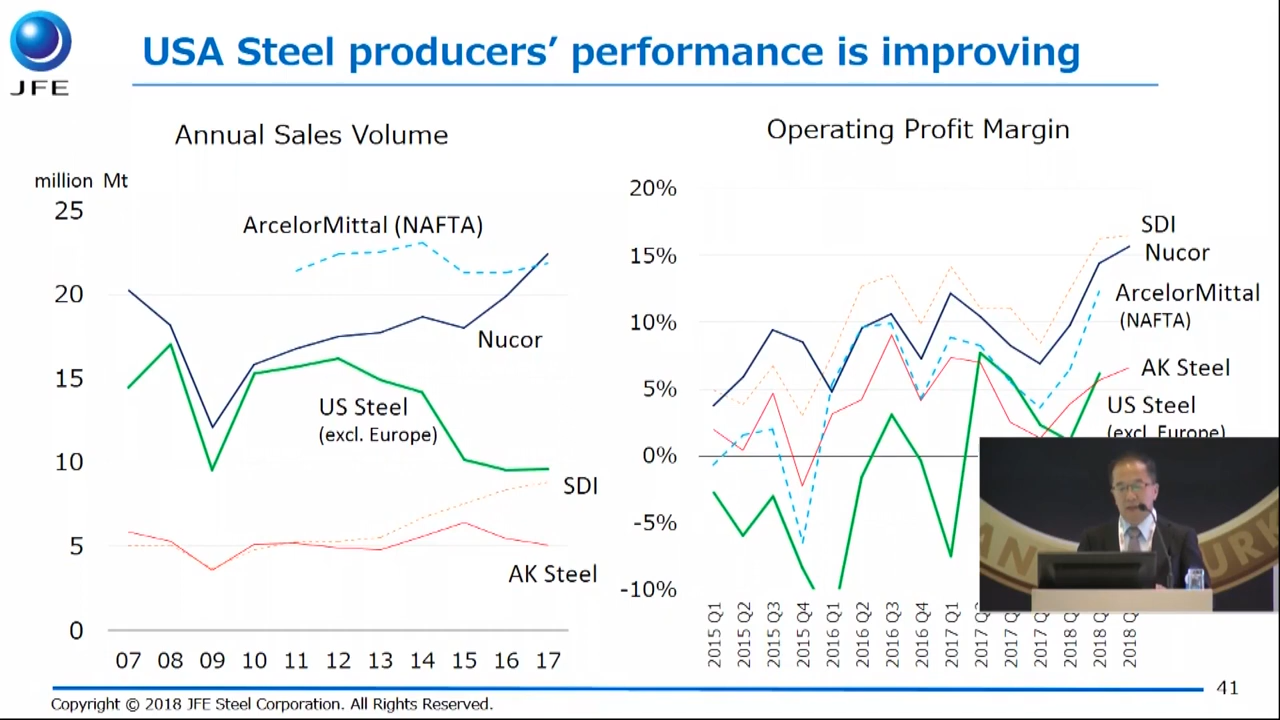 JFE
USA Steel producers’ performance is improving
Annual Sales Volume
million Mt
25
20
15
10
5
0
07 08 09 10 11 12 13 14 15 16 17
ArcelorMittal (NAFTA)
Nucor
US Steel
(excl. Europe)
SDI
AK Steel
Operating Profit Margin
20%
15%
10%
5%
0%
-5%
-10%
SDI
Nucor
ArcelorMittal
(NAFTA)
AK Steel
US Steel
(excl. Europe)
2015 Q1
2015 Q2
2015 Q3
2015 Q4
2016 Q1
2016 Q2
2016 Q3
2016 Q4
2017 Q1
2017
2017
2017
2018
2018
2018
AN
URK
41
Copyright © 2018 JFE Steel Corporation. All Rights Reserved.